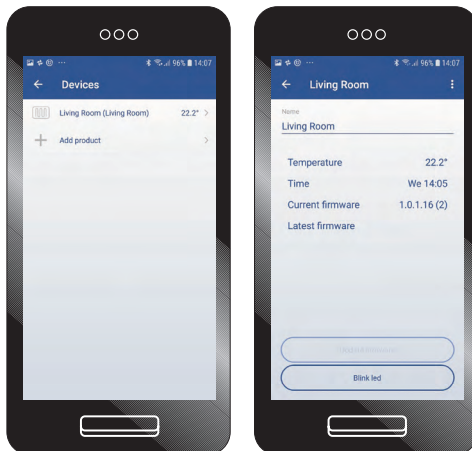 96% 14:07
Devices
Living Room (Living Room) 22.2°
Add product
96% 14:07
Living Room
Name
Living Room
Temperature 22.2°
Time We 14:05
Current firmware 1.0.1.16 (2)
Latest firmware
Blink led